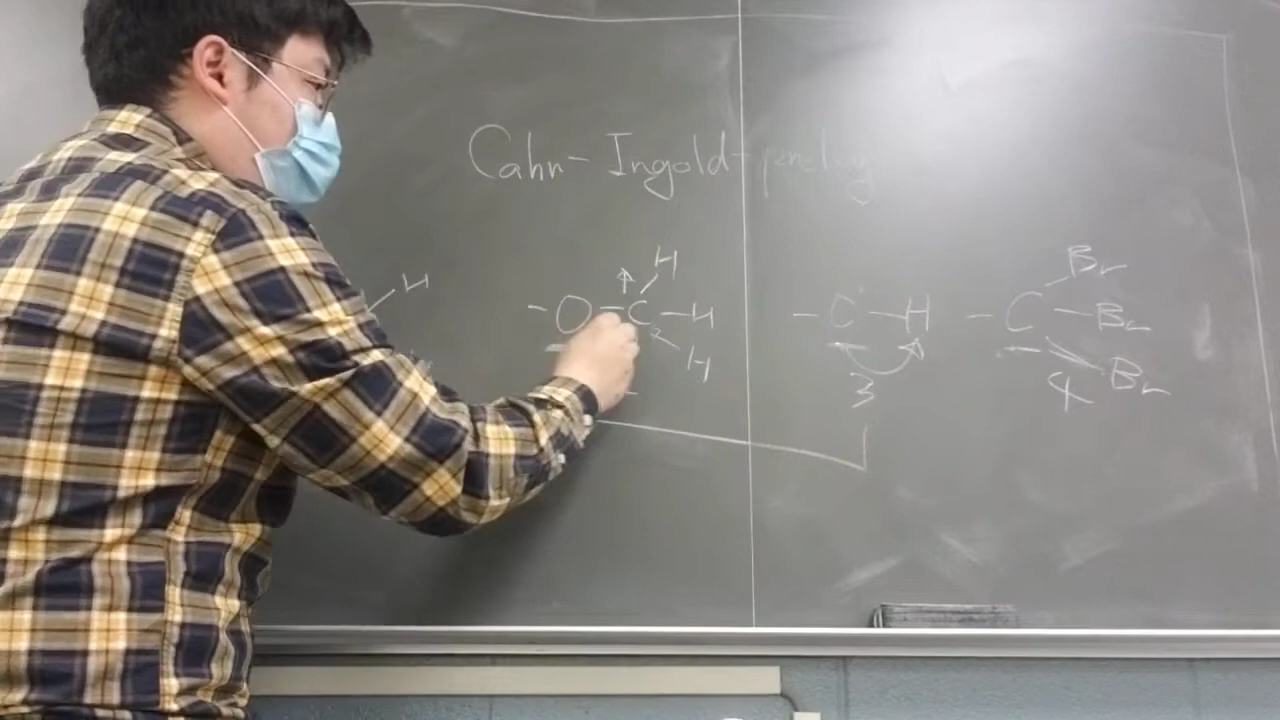 Cahn-Ingold-
H
-O-C H H H
-C-H
3
-C Br Br Br
4